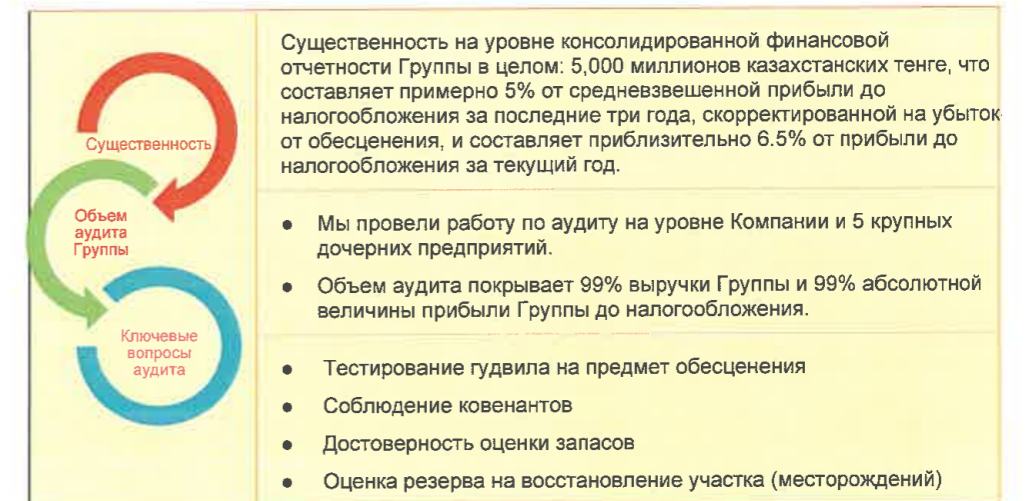 Существенность
Существенность на уровне консолидированной финансовой
отчетности Группы в целом: 5,000 миллионов казахстанских тенге, что
составляет примерно 5% от средневзвешенной прибыли до
налогообложения за последние три года, скорректированной на убыток
от обесценения, и составляет приблизительно 6.5% от прибыли до
налогообложения за текущий год.
Объем
аудита
Группы
● Мы провели работу по аудиту на уровне Компании и 5 крупных
дочерних предприятий.
● Объем аудита покрывает 99% выручки Группы и 99% абсолютной
величины прибыли Группы до налогообложения.
Ключевые
вопросы
аудита
● Тестирование гудвила на предмет обесценения
● Соблюдение ковенантов
● Достоверность оценки запасов
● Оценка резерва на восстановление участка (месторождений)